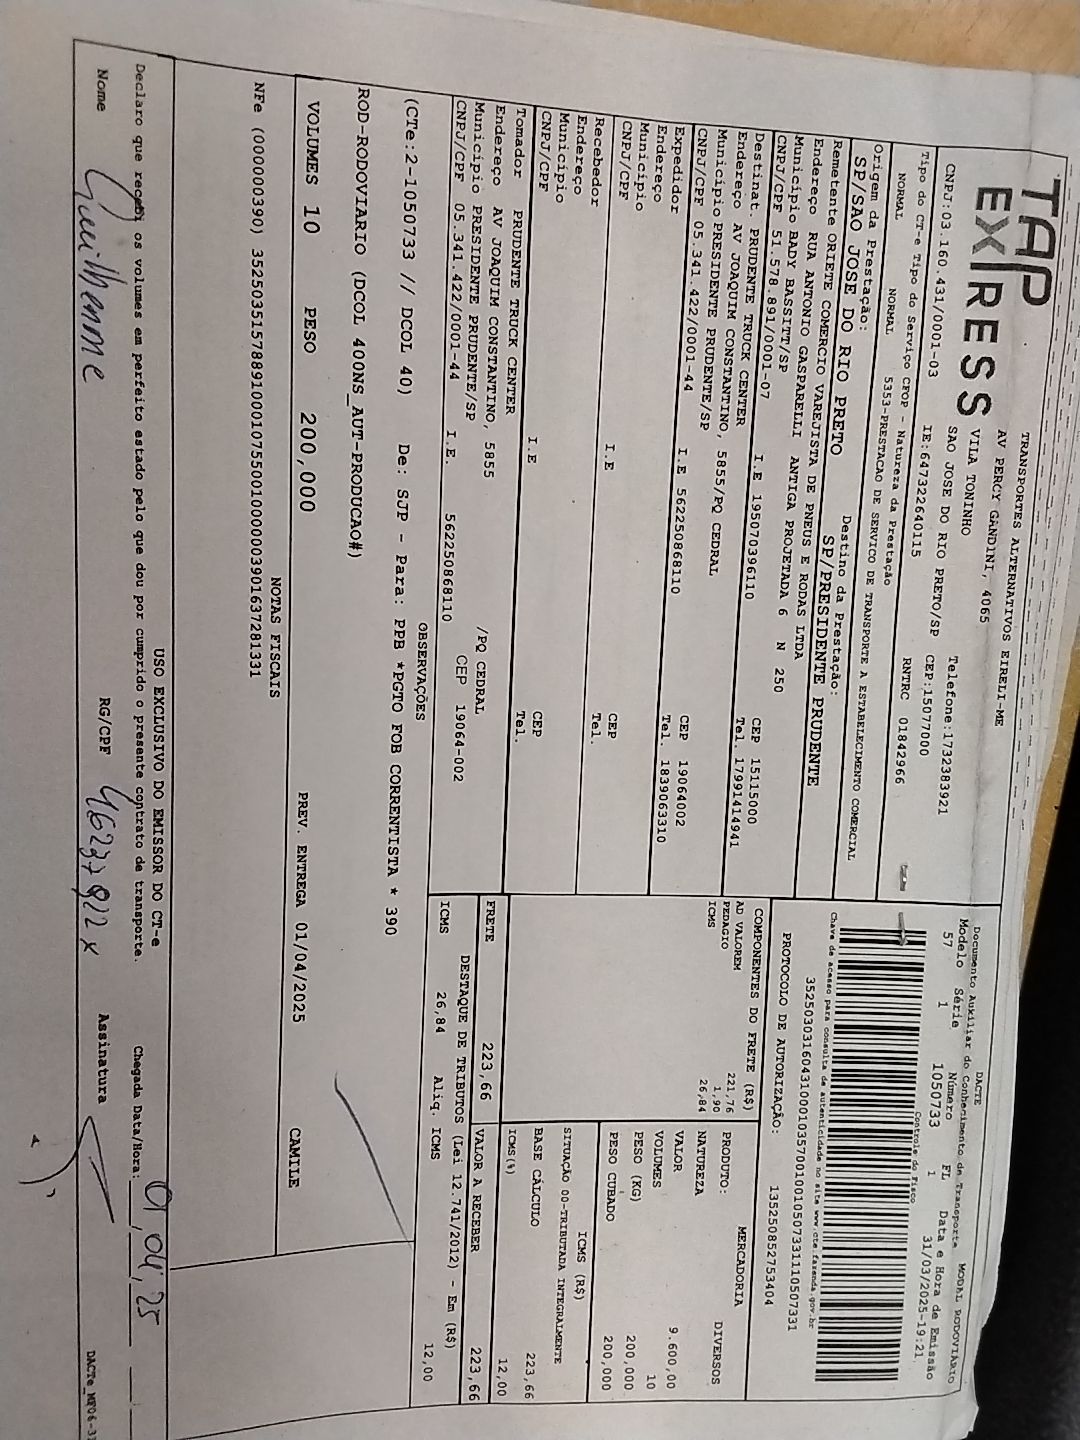 TAP
EXPRESS
TRANSPORTES ALTERNATIVOS EIRELI-ME
AV PERCY GANDINI, 4065
VILA TONINHO
SAO JOSE DO RIO PRETO/SP
Telefone:1732383921
CEP:15077000
CNPJ:03.160.431/0001-03
IE:647322640115
RNTRC 01842966
Tipo do CT-e Tipo do Serviço CFOP - Natureza da Prestação
NORMAL NORMAL 5353-PRESTACAO DE SERVICO DE TRANSPORTE A ESTABELECIMENTO COMERCIAL
Origem da Prestação: Destino da Prestação:
SP/SAO JOSE DO RIO PRETO SP/PRESIDENTE PRUDENTE
Remetente ORIETE COMERCIO VAREJISTA DE PNEUS E RODAS LTDA
Endereço RUA ANTONIO GASPARELLI ANTIGA PROJETADA 6 N 250
Município BADY BASSITT/SP CEP 15115000
CNPJ/CPF 51.578.891/0001-07 I.E 195070396110 Tel. 17991414941
Destinat. PRUDENTE TRUCK CENTER
Endereço AV JOAQUIM CONSTANTINO, 5855/PQ CEDRAL
Município PRESIDENTE PRUDENTE/SP CEP 19064002
CNPJ/CPF 05.341.422/0001-44 I.E 562250868110 Tel. 1839063310
Expedidor
Endereço
Município CEP
CNPJ/CPF I.E Tel.
Recebedor
Endereço
Município CEP
CNPJ/CPF I.E Tel.
Tomador PRUDENTE TRUCK CENTER
Endereço AV JOAQUIM CONSTANTINO, 5855 /PQ CEDRAL
Município PRESIDENTE PRUDENTE/SP CEP 19064-002
CNPJ/CPF 05.341.422/0001-44 I.E. 562250868110
DACTE MODAL RODOVIÁRIO
Documento Auxiliar do Conhecimento de Transporte
Modelo Série Número FL Data e Hora de Emissão
57 1 1050733 1 31/03/2025-19:21
Controle do Fisco
Chave de acesso para consulta de autenticidade no site www.cte.fazenda.gov.br
35250303160431000103570010010507331110507331
PROTOCOLO DE AUTORIZAÇÃO: 135250852753404
COMPONENTES DO FRETE (R$)
AD VALOREM 221,76
PEDAGIO 1,90
ICMS 26,84
FRETE 223,66
MERCADORIA
PRODUTO: DIVERSOS
NATUREZA
VALOR 9.600,00
VOLUMES 10
PESO (KG) 200,000
PESO CUBADO 200,000
ICMS (R$)
SITUAÇÃO 00-TRIBUTADA INTEGRALMENTE
BASE CÁLCULO 223,66
ICMS(%) 12,00
VALOR A RECEBER 223,66
DESTAQUE DE TRIBUTOS (Lei 12.741/2012) - Em (R$)
ICMS 26,84 Aliq. ICMS 12,00
OBSERVAÇÕES
(CTe:2-1050733 // DCOL 40) De: SJP - Para: PPB *PGTO FOB CORRENTISTA * 390
ROD-RODOVIARIO (DCOL 400NS_AUT-PRODUCAO#)
VOLUMES 10 PESO 200,000 PREV. ENTREGA 01/04/2025 CAMILE
NOTAS FISCAIS
NFe (000000390) 35250351578891000107550010000003901637281331
USO EXCLUSIVO DO EMISSOR DO CT-e
Declaro que recebi os volumes em perfeito estado pelo que dou por cumprido o presente contrato de transporte. Chegada Data/Hora: 01/04/25
Nome Guilherme RG/CPF Assinatura